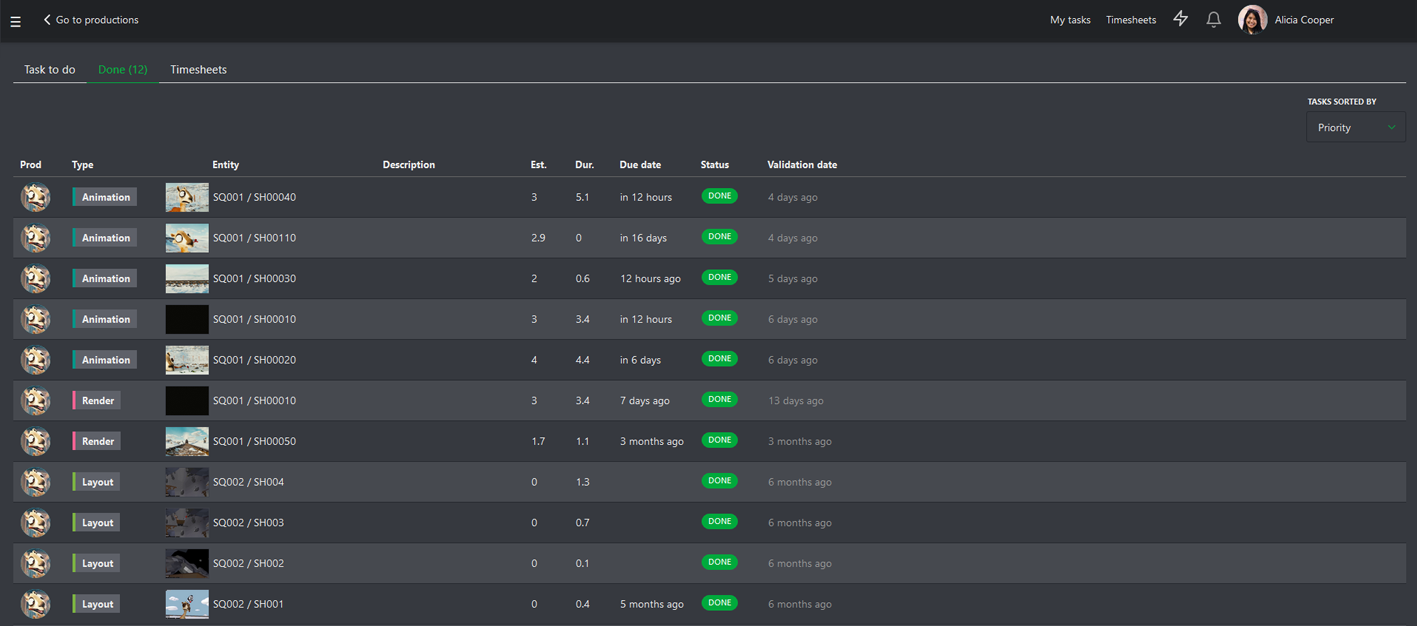 Go to productions My tasks Timesheets Alicia Cooper
Task to do Done (12) Timesheets
TASKS SORTED BY
Priority
Prod Type Entity Description Est. Dur. Due date Status Validation date
Animation SQ001 / SH00040 3 5.1 in 12 hours DONE 4 days ago
Animation SQ001 / SH00110 2.9 0 in 16 days DONE 4 days ago
Animation SQ001 / SH00030 2 0.6 12 hours ago DONE 5 days ago
Animation SQ001 / SH00010 3 3.4 in 12 hours DONE 6 days ago
Animation SQ001 / SH00020 4 4.4 in 6 days DONE 6 days ago
Render SQ001 / SH00010 3 3.4 7 days ago DONE 13 days ago
Render SQ001 / SH00050 1.7 1.1 3 months ago DONE 3 months ago
Layout SQ002 / SH004 0 1.3 DONE 6 months ago
Layout SQ002 / SH003 0 0.7 DONE 6 months ago
Layout SQ002 / SH002 0 0.1 DONE 6 months ago
Layout SQ002 / SH001 0 0.4 5 months ago DONE 6 months ago